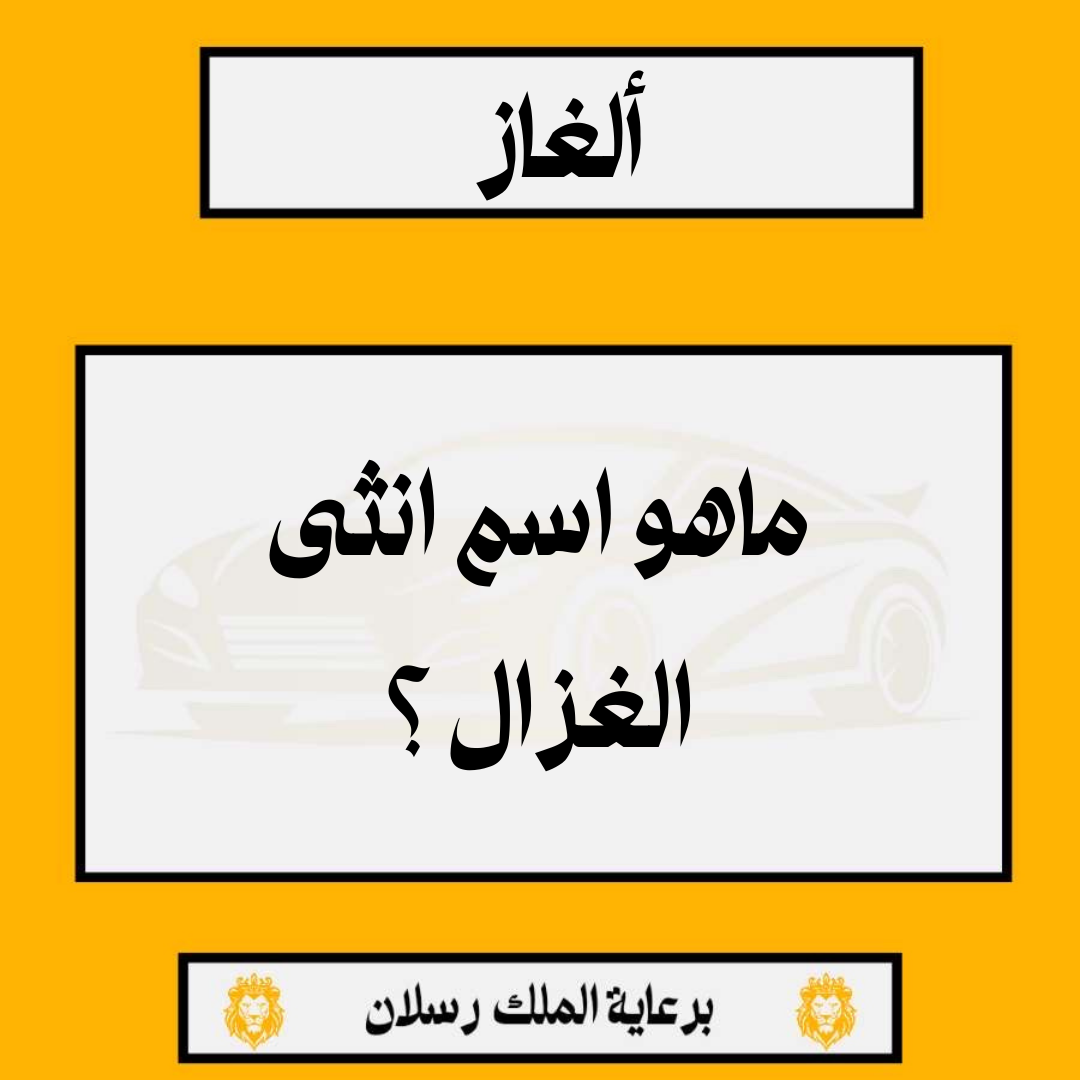 ألغاز
ماهو اسم انثى
الغزال ؟
برعاية الملك رسلان